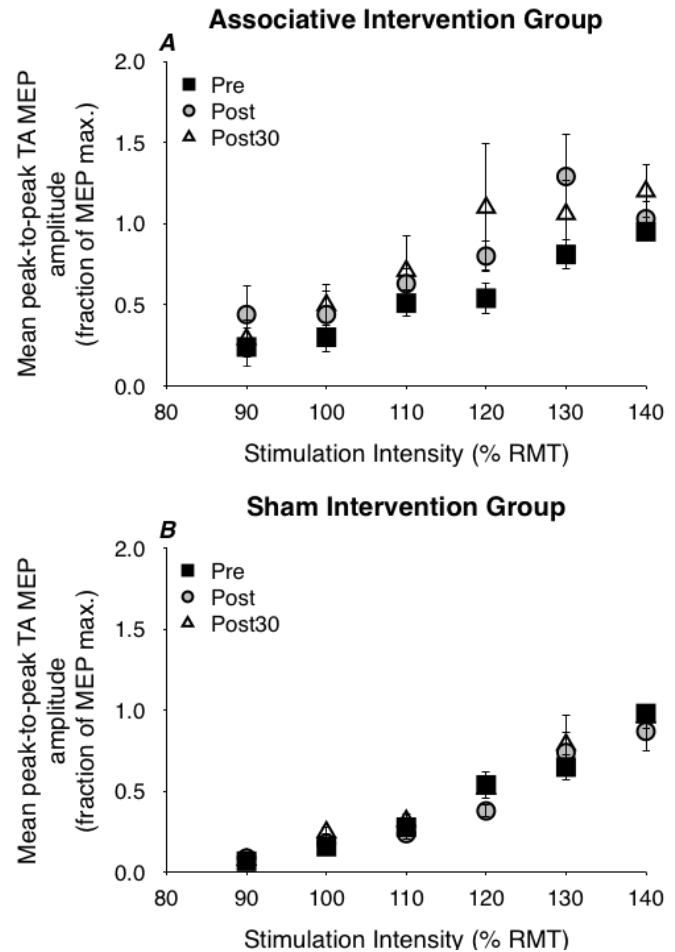 Associative Intervention Group
A
2.0
Pre
Post
Post30
1.5
1.0
0.5
0.0
Mean peak-to-peak TA MEP
amplitude
(fraction of MEP max.)
80 90 100 110 120 130 140
Stimulation Intensity (% RMT)
Sham Intervention Group
B
2.0
Pre
Post
Post30
1.5
1.0
0.5
0.0
Mean peak-to-peak TA MEP
amplitude
(fraction of MEP max.)
80 90 100 110 120 130 140
Stimulation Intensity (% RMT)